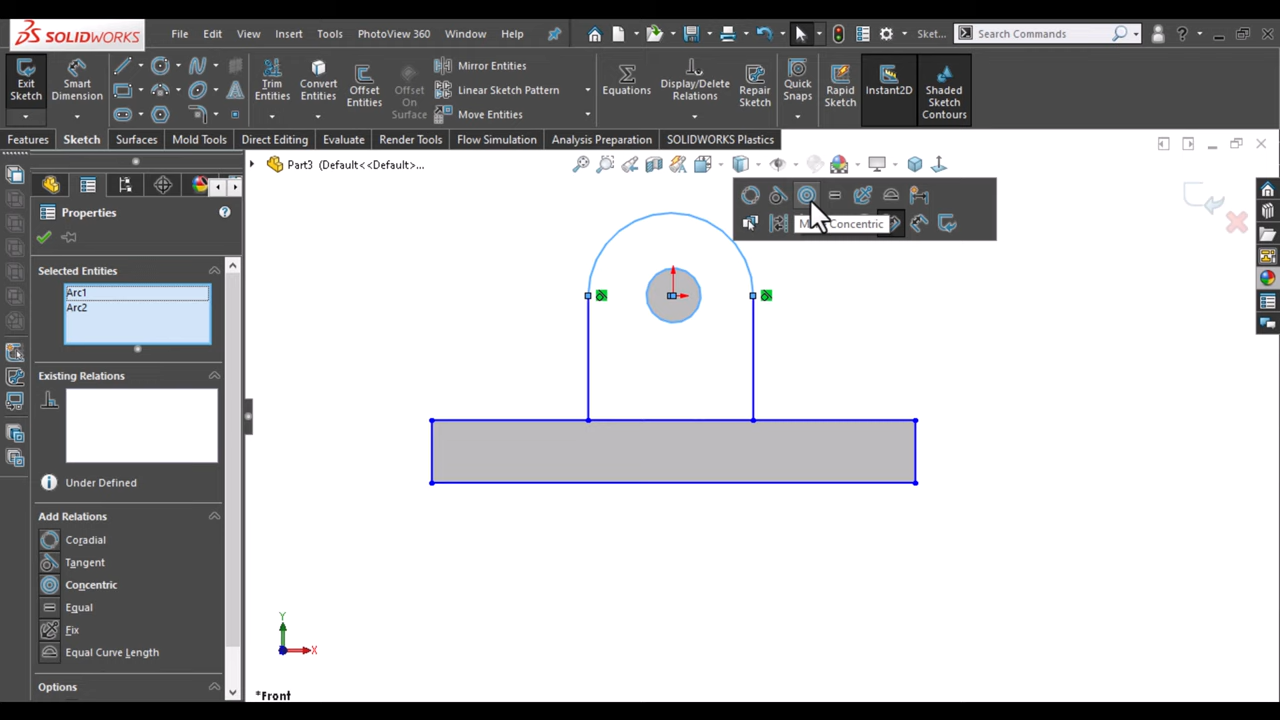 SOLIDWORKS
File Edit View Insert Tools PhotoView 360 Window Help
Sket...
Search Commands
Exit Sketch
Smart Dimension
Trim Entities
Convert Entities
Offset Entities
Offset On Surface
Mirror Entities
Linear Sketch Pattern
Move Entities
Equations
Display/Delete Relations
Repair Sketch
Quick Snaps
Rapid Sketch
Instant2D
Shaded Sketch Contours
Features Sketch Surfaces Mold Tools Direct Editing Evaluate Render Tools Flow Simulation Analysis Preparation SOLIDWORKS Plastics
Part3 (Default<<Default>...
Properties
Concentric
Selected Entities
Arc1
Arc2
Existing Relations
Under Defined
Add Relations
Coradial
Tangent
Concentric
Equal
Fix
Equal Curve Length
Options
Y
X
*Front